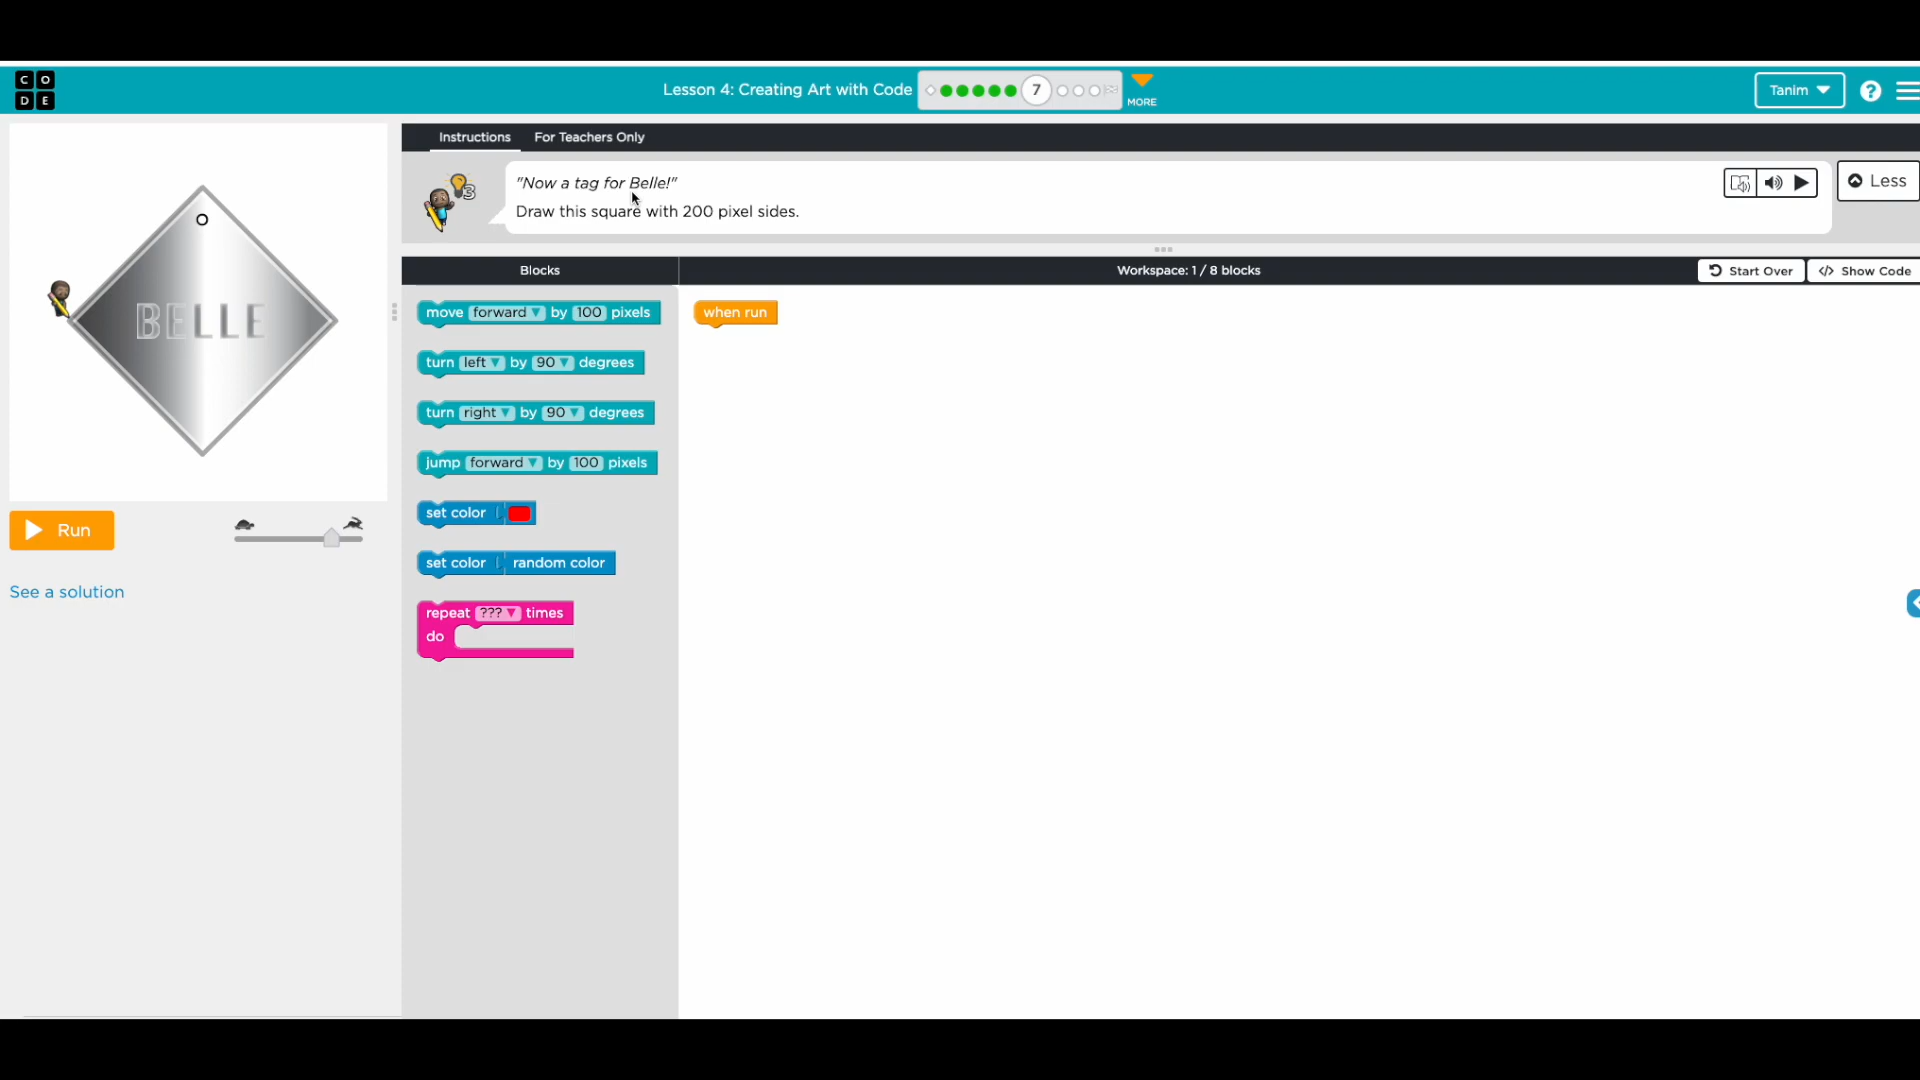 CO
DE
Lesson 4: Creating Art with Code
7
MORE
Tanim
?
Instructions
For Teachers Only
3
"Now a tag for Belle!"
Draw this square with 200 pixel sides.
Less
Blocks
Workspace: 1 / 8 blocks
Start Over
</> Show Code
BELLE
Run
See a solution
move forward by 100 pixels
turn left by 90 degrees
turn right by 90 degrees
jump forward by 100 pixels
set color
set color random color
repeat ??? times
do
when run